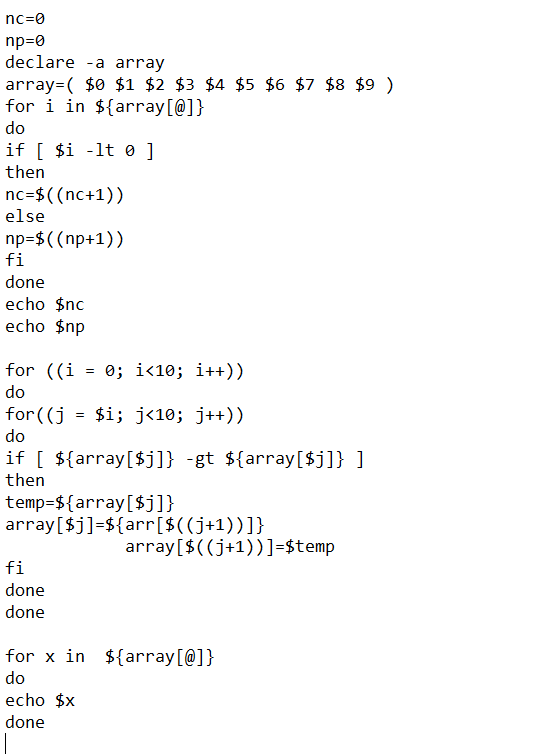 nc=0
np=0
declare -a array
array=( $0 $1 $2 $3 $4 $5 $6 $7 $8 $9 )
for i in ${array[@]}
do
if [ $i -lt 0 ]
then
nc=$((nc+1))
else
np=$((np+1))
fi
done
echo $nc
echo $np

for ((i = 0; i<10; i++))
do
for((j = $i; j<10; j++))
do
if [ ${array[$j]} -gt ${array[$j]} ]
then
temp=${array[$j]}
array[$j]=${arr[$((j+1))]}
            array[$((j+1))]=$temp
fi
done
done

for x in  ${array[@]}
do
echo $x
done